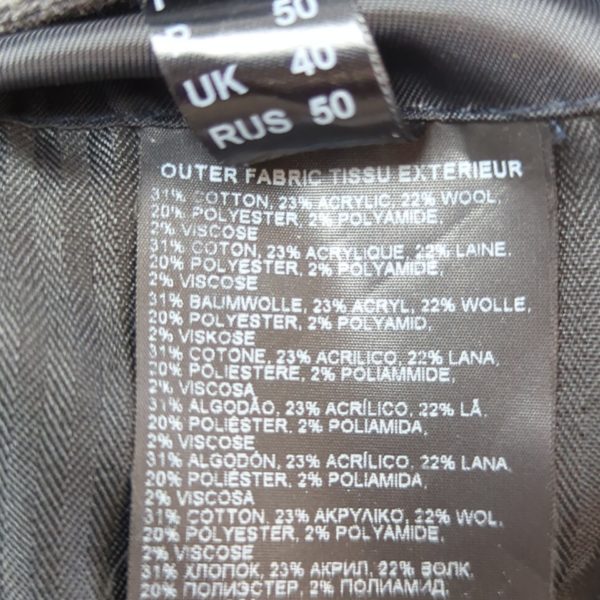 50
UK 40
RUS 50
OUTER FABRIC TISSU EXTÉRIEUR
31% COTTON, 23% ACRYLIC, 22% WOOL,
20% POLYESTER, 2% POLYAMIDE,
2% VISCOSE
31% COTON, 23% ACRYLIQUE, 22% LAINE,
20% POLYESTER, 2% POLYAMIDE,
2% VISCOSE
31% BAUMWOLLE, 23% ACRYL, 22% WOLLE,
20% POLYESTER, 2% POLYAMID,
2% VISKOSE
31% COTONE, 23% ACRILICO, 22% LANA,
20% POLIESTERE, 2% POLIAMMIDE,
2% VISCOSA
31% ALGODÃO, 23% ACRÍLICO, 22% LÃ,
20% POLIÉSTER, 2% POLIAMIDA,
2% VISCOSE
31% ALGODÓN, 23% ACRÍLICO, 22% LANA,
20% POLIÉSTER, 2% POLIAMIDA,
2% VISCOSA
31% COTTON, 23% ΑΚΡΥΛΙΚΟ, 22% WOL,
20% POLYESTER, 2% POLYAMIDE,
2% VISCOSE
31% ХЛОПОК, 23% АКРИЛ, 22% ВОЛК,
20% ПОЛИЭСТЕР, 2% ПОЛИАМИД,